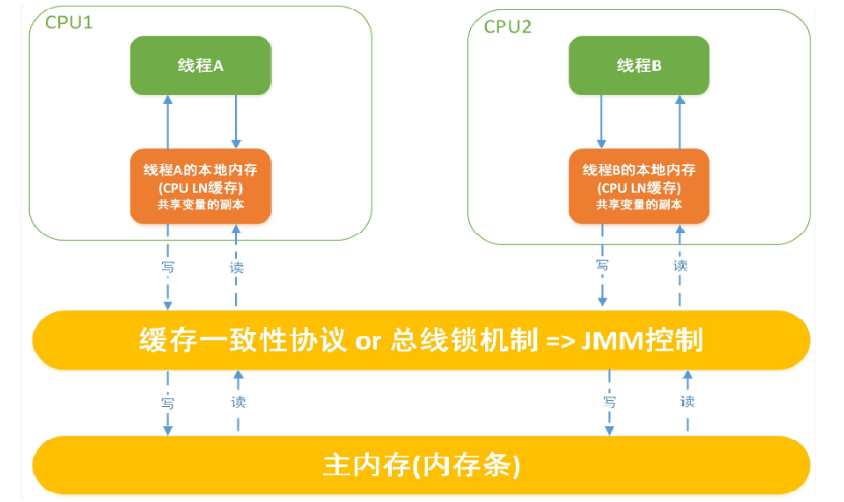 CPU1
CPU2
线程A
线程B
线程A的本地内存
(CPU LN缓存)
共享变量的副本
线程B的本地内存
(CPU LN缓存)
共享变量的副本
写
读
写
读
缓存一致性协议 or 总线锁机制 => JMM控制
写
读
写
读
主内存(内存条)